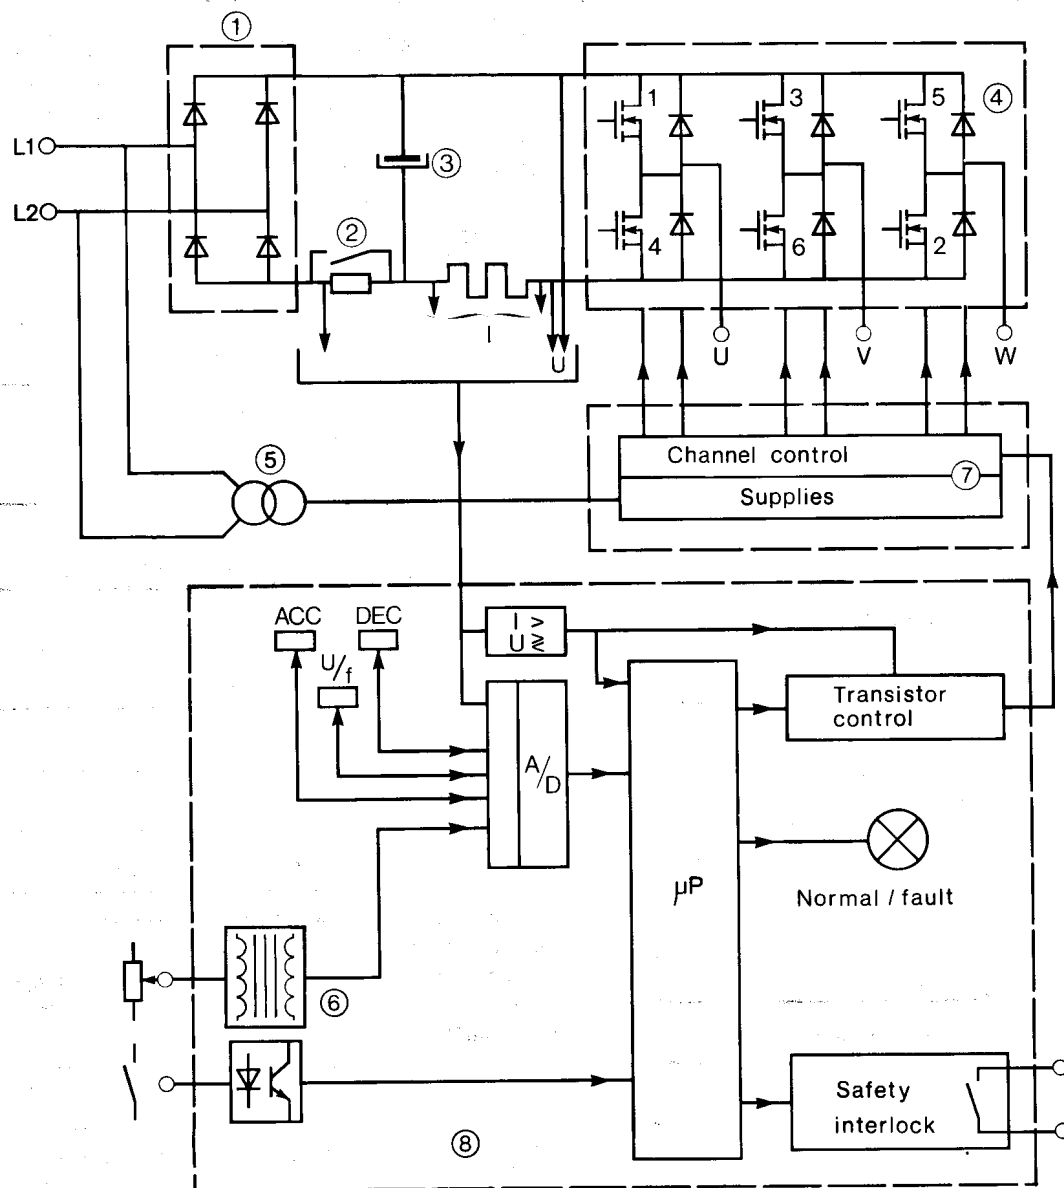 ①
1
3
5
④
L1
③
L2
②
4
6
2
I
U
U
V
W
⑤
Channel control
⑦
Supplies
ACC
DEC
I >
U ≷
U/f
Transistor
control
A/D
µP
Normal / fault
⑥
Safety
interlock
⑧